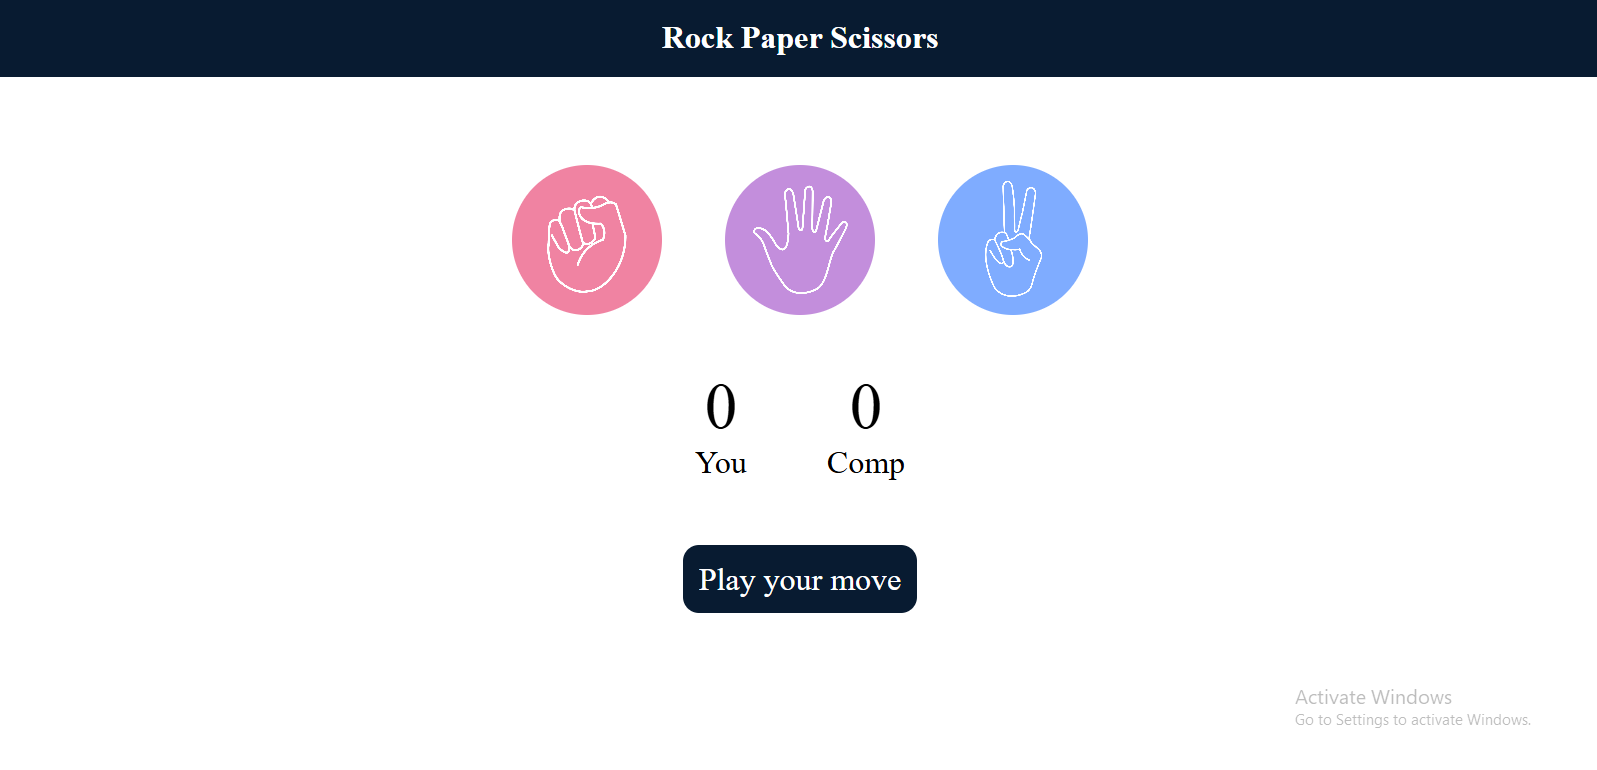 Rock Paper Scissors
0
0
You
Comp
Play your move
Activate Windows
Go to Settings to activate Windows.